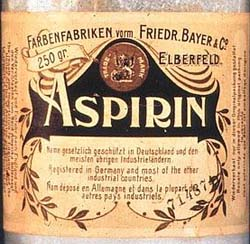 FARBENFABRIKEN vorm. FRIEDR. BAYER & Co.
250 gr.
ELBERFELD.
TRADE MARK
ASPIRIN
Name gesetzlich geschützt in Deutschland und den
meisten übrigen Industrieländern.
Registered in Germany and most of the other
industrial countries.
Nom déposé en Allemagne et dans la plupart des
autres pays industriels.